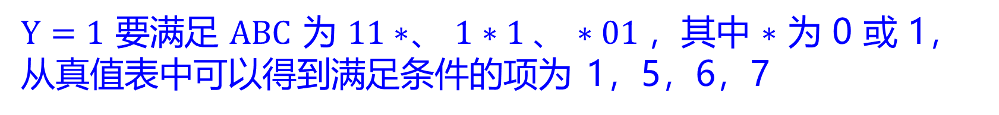 Y = 1 要满足 ABC 为 11 ∗、 1 ∗ 1 、 ∗ 01 ，其中 ∗ 为 0 或 1，
从真值表中可以得到满足条件的项为 1，5，6，7